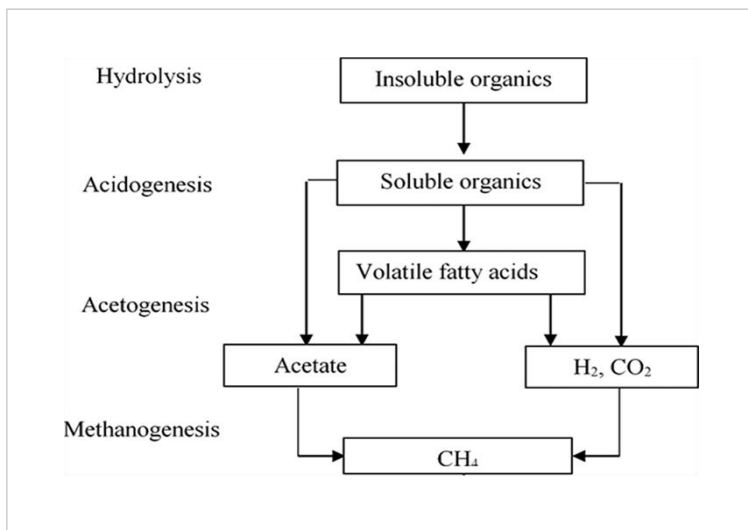 Hydrolysis
Insoluble organics
Acidogenesis
Soluble organics
Volatile fatty acids
Acetogenesis
Acetate
H₂, CO₂
Methanogenesis
CH₄